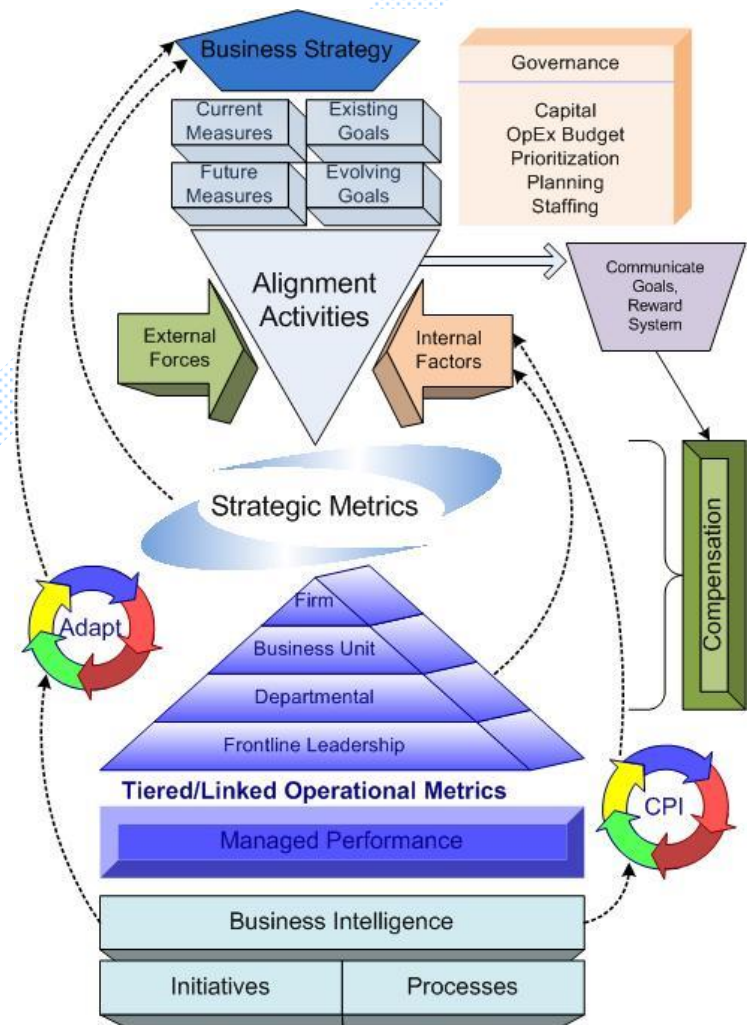 Business Strategy
Current
Measures
Existing
Goals
Future
Measures
Evolving
Goals
Governance
Capital
OpEx Budget
Prioritization
Planning
Staffing
Alignment
Activities
Communicate
Goals,
Reward
System
External
Forces
Internal
Factors
Strategic Metrics
Compensation
Firm
Business Unit
Departmental
Frontline Leadership
Adapt
Tiered/Linked Operational Metrics
CPI
Managed Performance
Business Intelligence
Initiatives
Processes